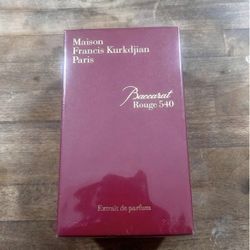 Maison
Francis Kurkdjian
Paris
Baccarat
Rouge 540
Extrait de parfum